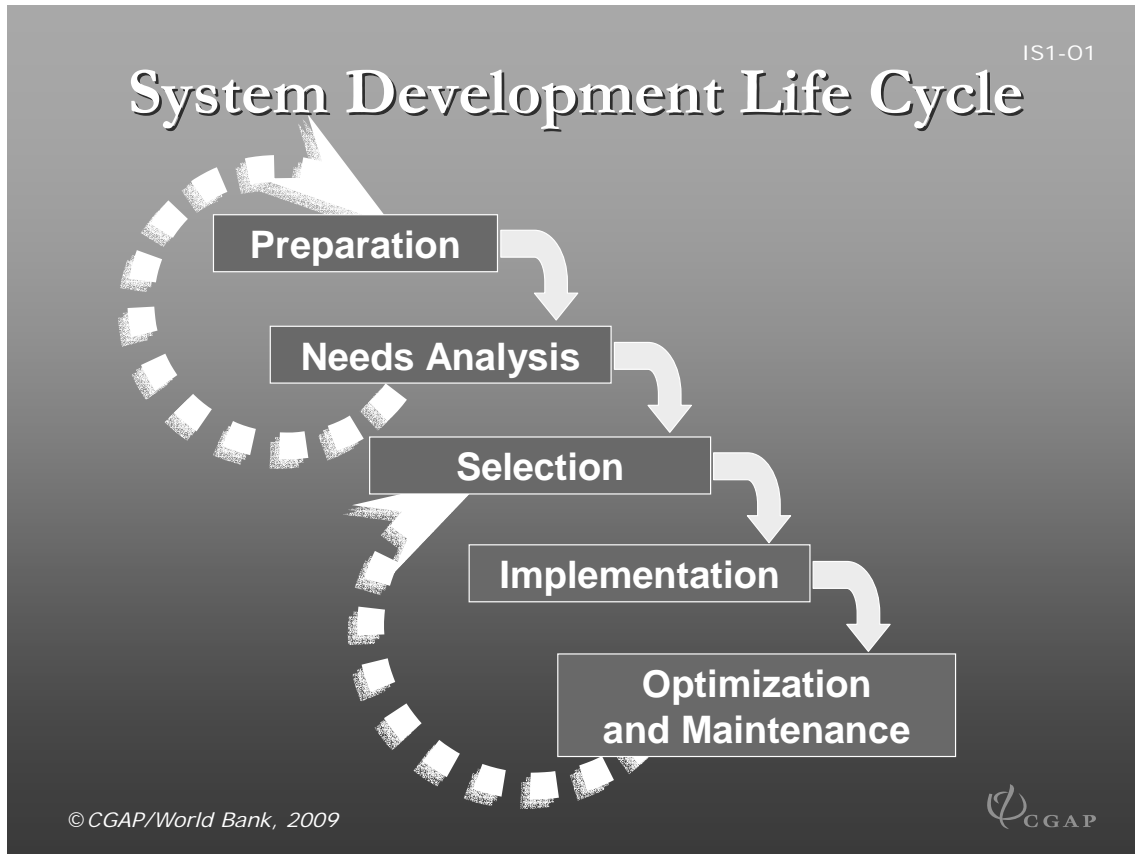 IS1-O1
System Development Life Cycle
Preparation
Needs Analysis
Selection
Implementation
Optimization
and Maintenance
© CGAP/World Bank, 2009
CGAP